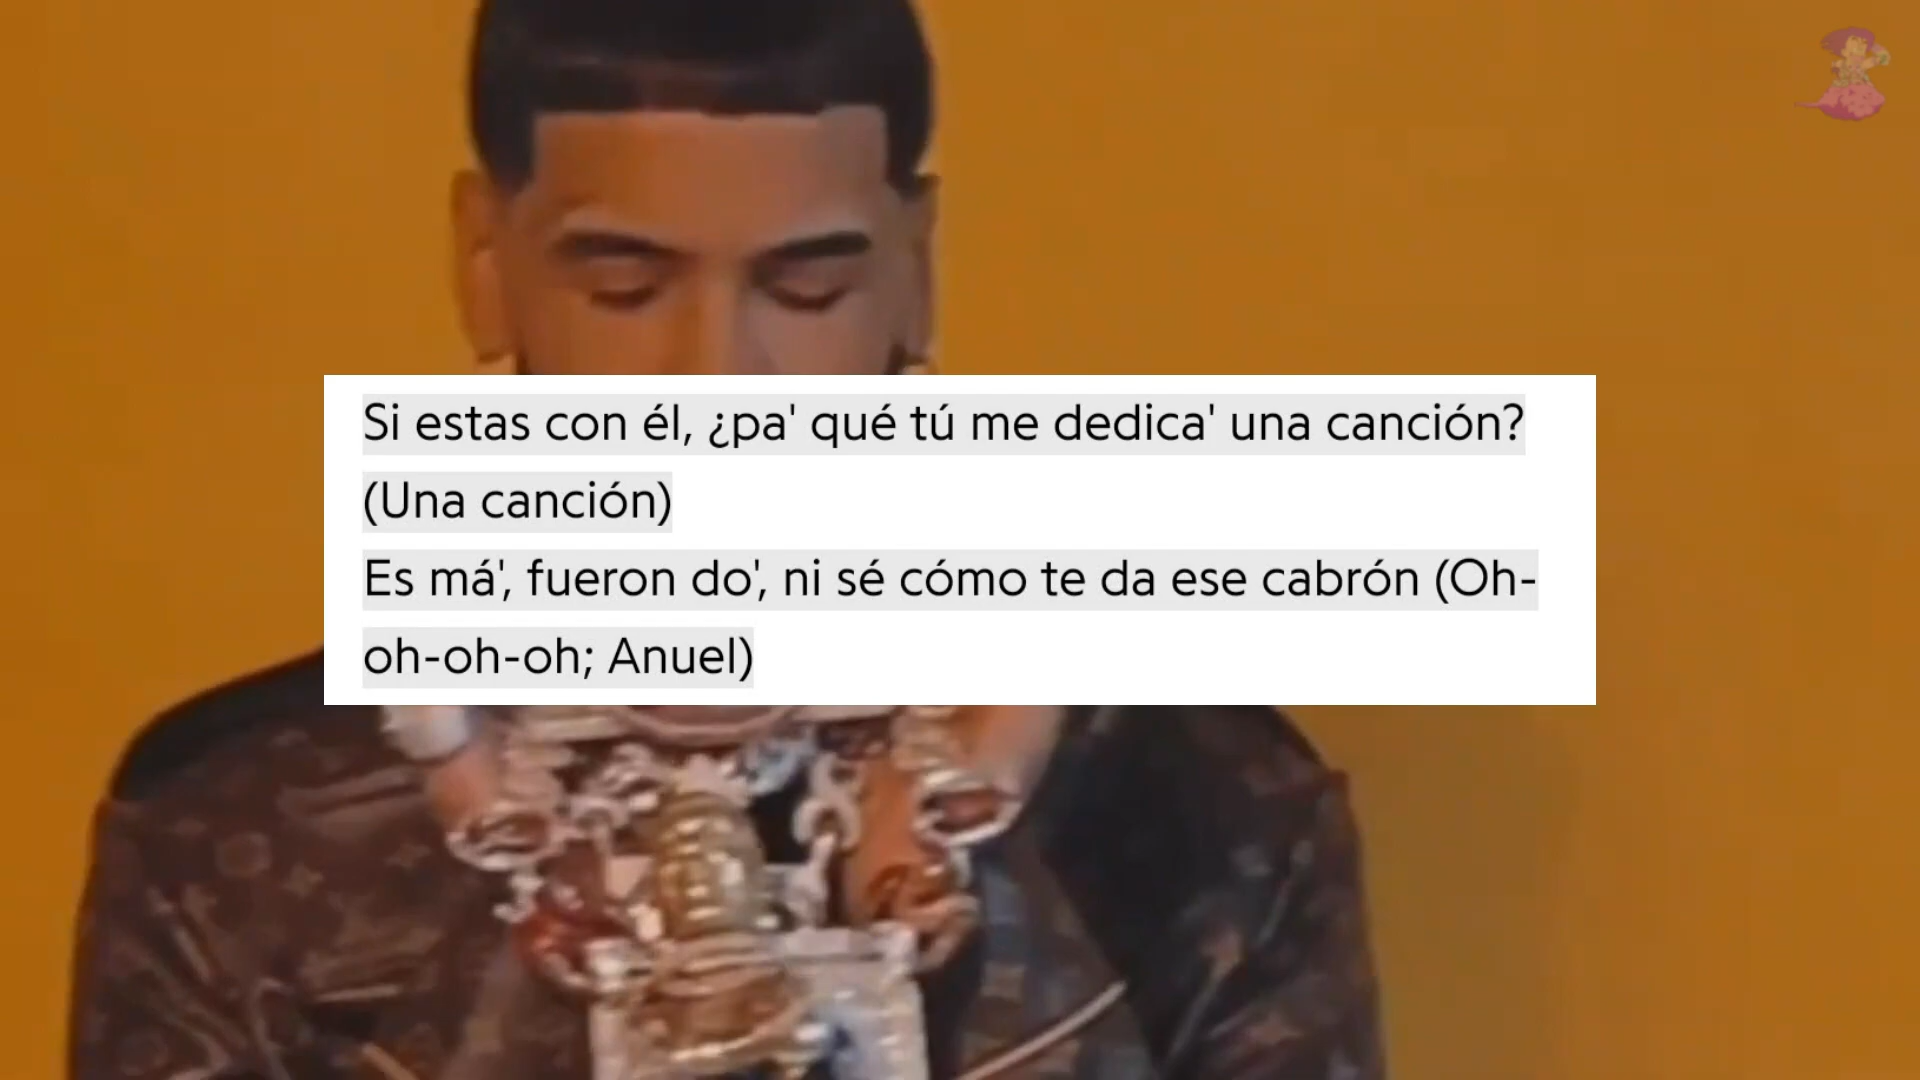 Si estas con él, ¿pa' qué tú me dedica' una canción?
(Una canción)
Es má', fueron do', ni sé cómo te da ese cabrón (Oh-
oh-oh-oh; Anuel)